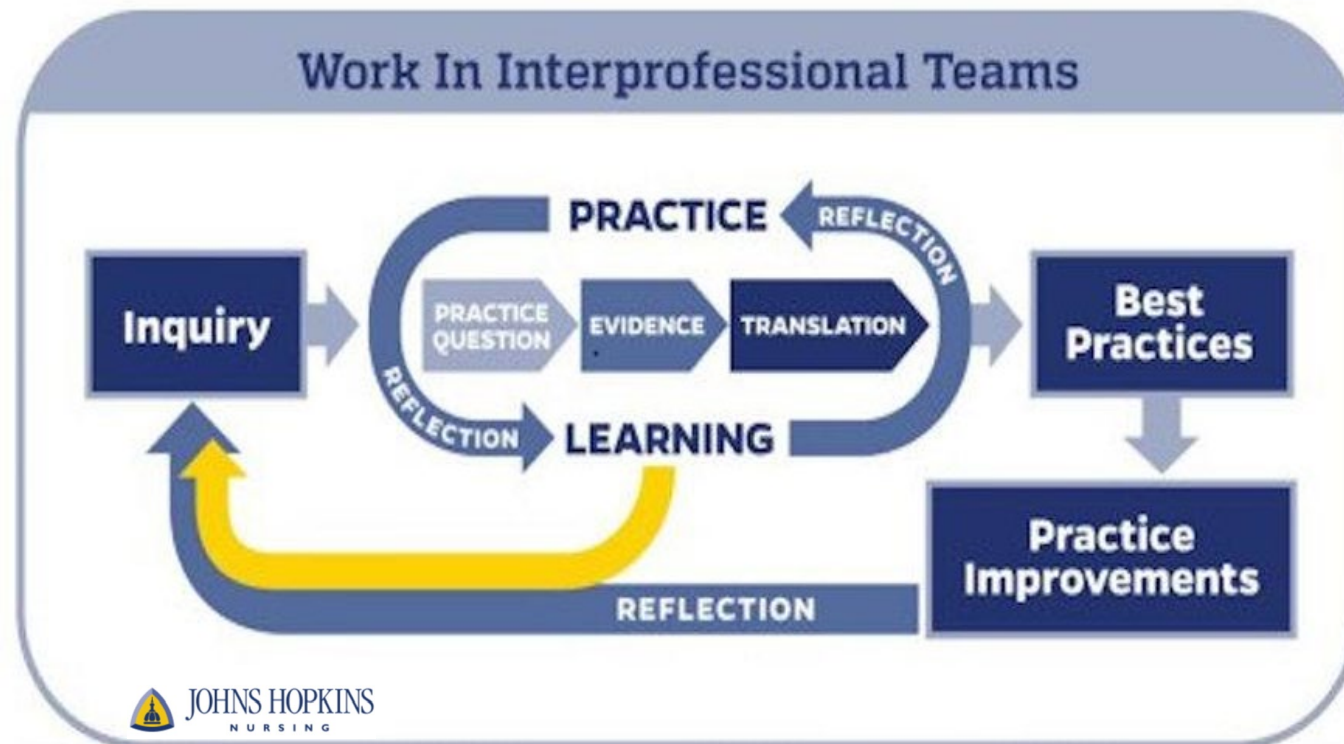 Work In Interprofessional Teams
PRACTICE
REFLECTION
Inquiry
PRACTICE
QUESTION
EVIDENCE
TRANSLATION
Best
Practices
REFLECTION
LEARNING
Practice
Improvements
REFLECTION
JOHNS HOPKINS
NURSING